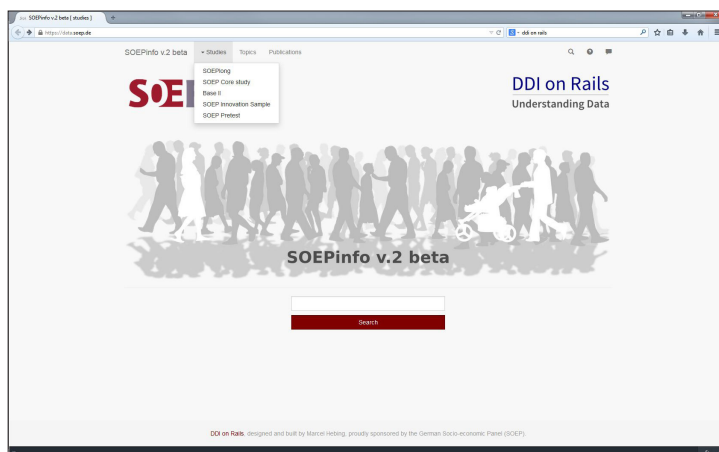 SOEPinfo v.2 beta [ studies ]
https://data.soep.de
ddi on rails
SOEPinfo v.2 beta
Studies
Topics
Publications
SOEPlong
SOEP Core study
Base II
SOEP Innovation Sample
SOEP Pretest
SOE
DDI on Rails
Understanding Data
SOEPinfo v.2 beta
Search
DDI on Rails, designed and built by Marcel Hebing, proudly sponsored by the German Socio-economic Panel (SOEP).